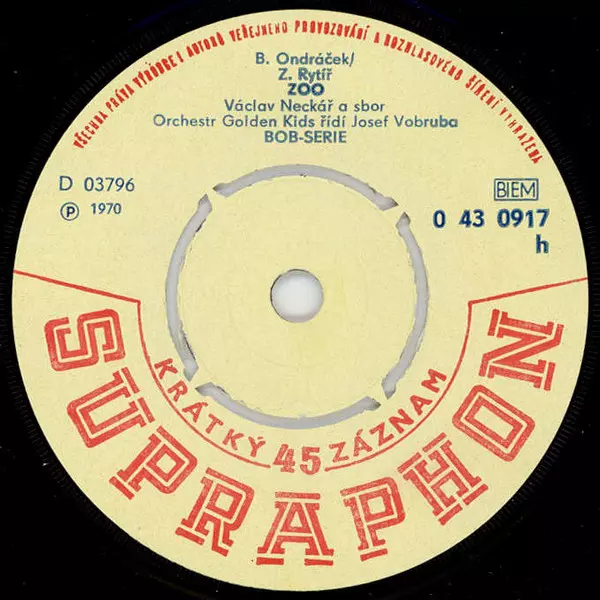 VŠECHNA PRÁVA VÝROBCE I AUTORŮ VEŘEJNÉHO PROVOZOVÁNÍ A ROZHLASOVÉHO ŠÍŘENÍ VYHRAZENA
B. Ondráček/
Z. Rytíř
ZOO
Václav Neckář a sbor
Orchestr Golden Kids řídí Josef Vobruba
BOB-SERIE
D 03796
BIEM
Ⓟ 1970
0 43 0917
h
KRÁTKÝ 45 ZÁZNAM
SUPRAPHON